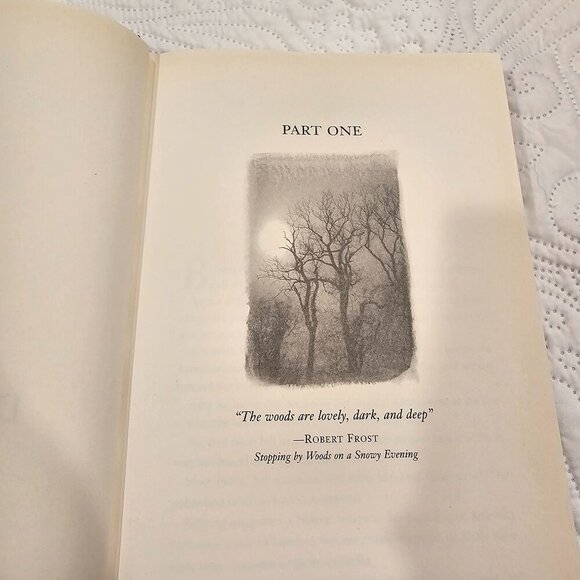 PART ONE
“The woods are lovely, dark, and deep”
—ROBERT FROST
Stopping by Woods on a Snowy Evening